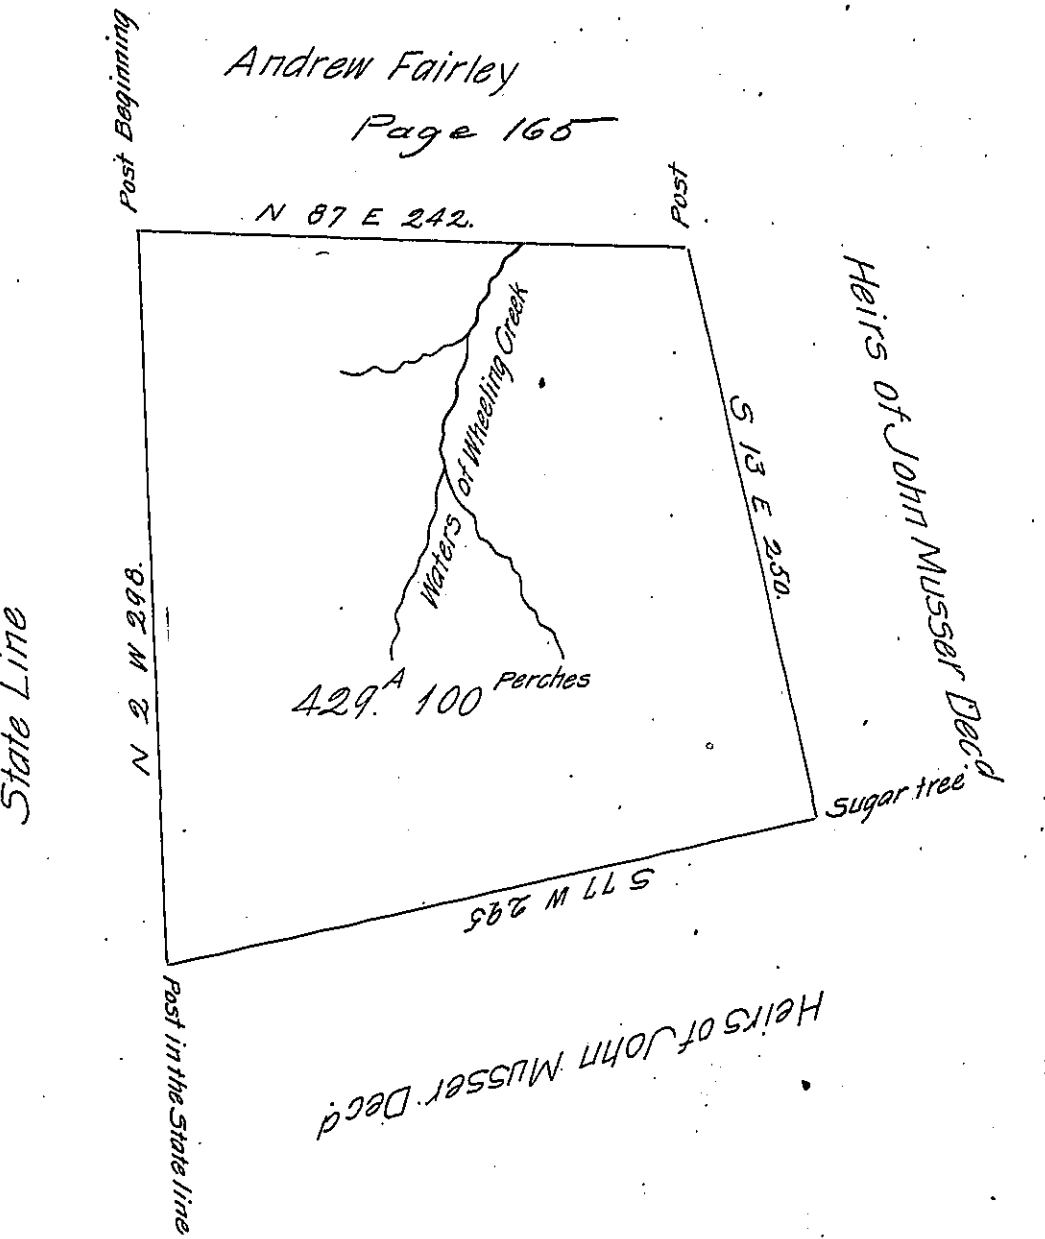 Andrew Fairley
Page 165
Post Beginning
N 87 E 242.
Post
Heirs of John Musser Dec.d
S 13 E 250.
Waters of Wheeling Creek
N 2 W 298.
State Line
429.A 100 Perches
Sugar tree
S 77 W 295
Post in the State line
Heirs of John Musser Dec.d